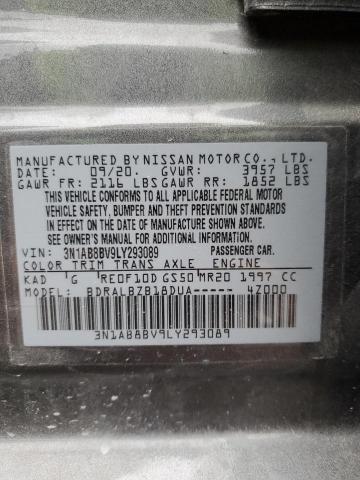 MANUFACTURED BY NISSAN MOTOR CO., LTD.
DATE: 09/20. GVWR: 3957 LBS
GAWR FR: 2116 LBS GAWR RR: 1852 LBS
THIS VEHICLE CONFORMS TO ALL APPLICABLE FEDERAL MOTOR
VEHICLE SAFETY, BUMPER AND THEFT PREVENTION STANDARDS
IN EFFECT ON THE DATE OF MANUFACTURE SHOWN ABOVE.
SEE OWNER'S MANUAL FOR ADDITIONAL INFORMATION.
VIN: 3N1AB8BV9LY293089 PASSENGER CAR.
COLOR TRIM TRANS AXLE ENGINE
KAD G RE0F10D GS50 MR20 1997 CC
MODEL: BDRALBZB18DUA----- 4Z000
3N1AB8BV9LY293089